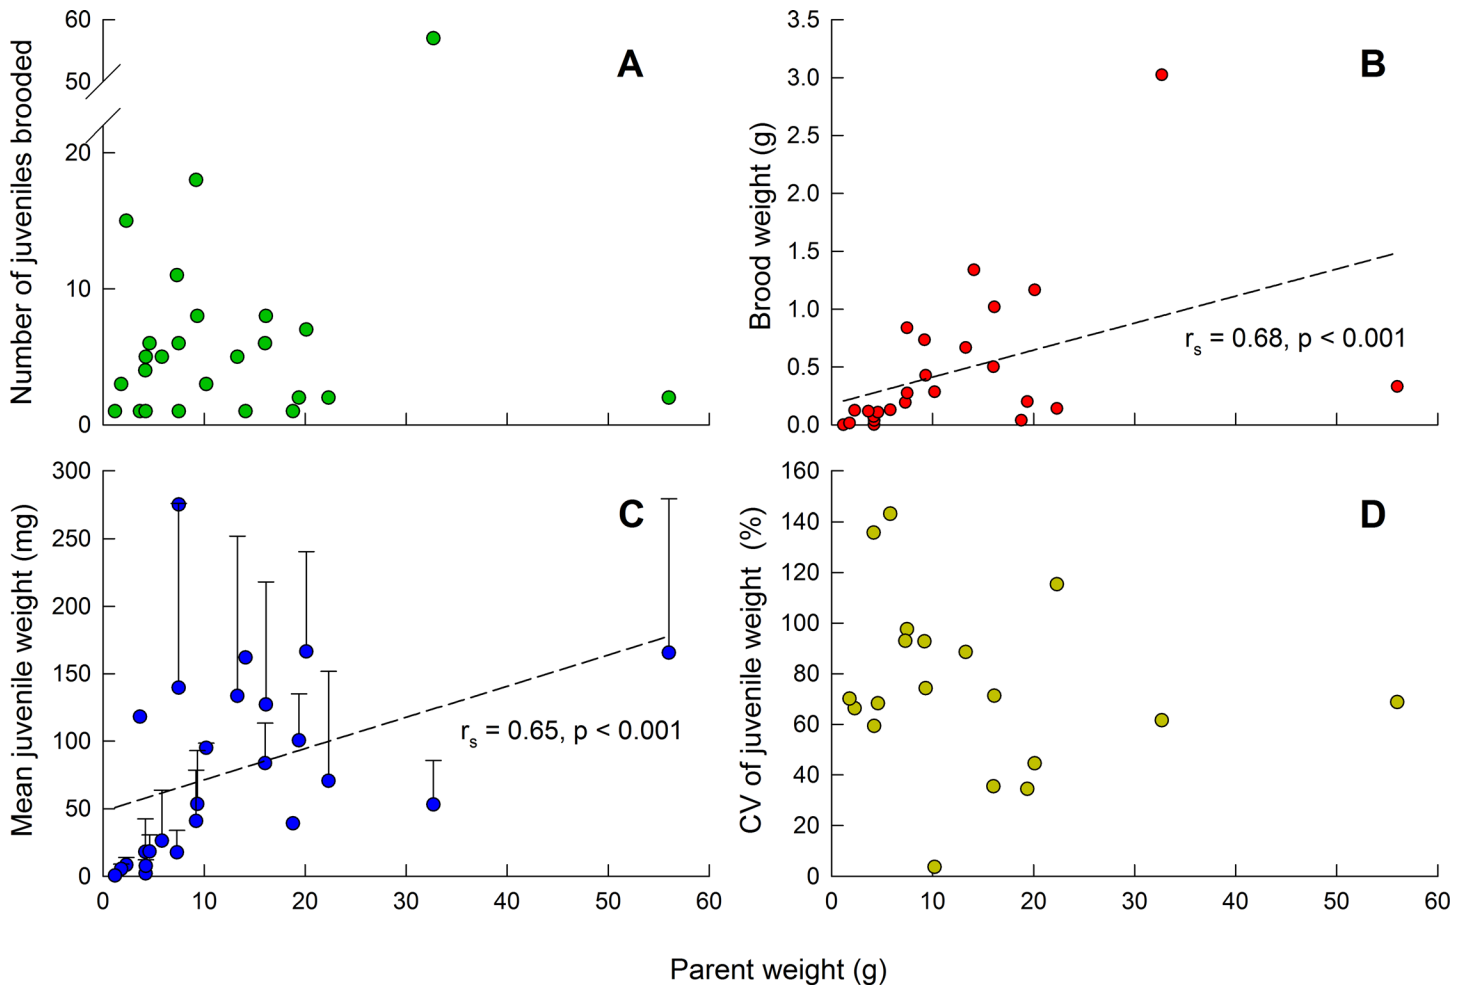 Number of juveniles brooded
60
50
20
10
0
A
Brood weight (g)
3.5
3.0
2.5
2.0
1.5
1.0
0.5
0.0
B
rs = 0.68, p < 0.001
Mean juvenile weight (mg)
300
250
200
150
100
50
0
C
rs = 0.65, p < 0.001
0 10 20 30 40 50 60
CV of juvenile weight (%)
160
140
120
100
80
60
40
20
0
D
0 10 20 30 40 50 60
Parent weight (g)